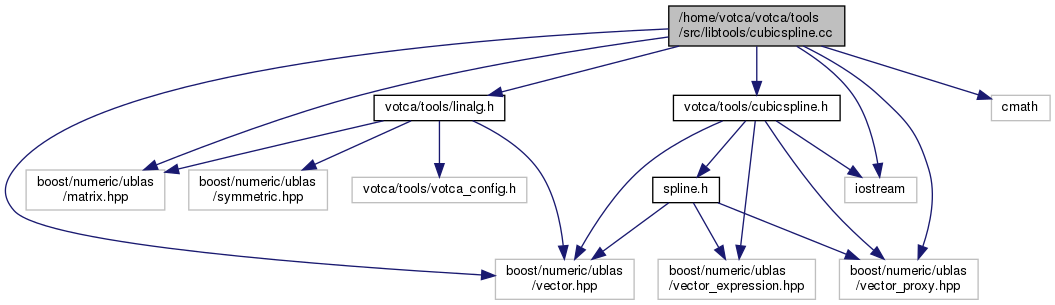 /home/votca/votca/tools
/src/libtools/cubicspline.cc
votca/tools/linalg.h
votca/tools/cubicspline.h
cmath
boost/numeric/ublas
/matrix.hpp
boost/numeric/ublas
/symmetric.hpp
votca/tools/votca_config.h
spline.h
iostream
boost/numeric/ublas
/vector.hpp
boost/numeric/ublas
/vector_expression.hpp
boost/numeric/ublas
/vector_proxy.hpp